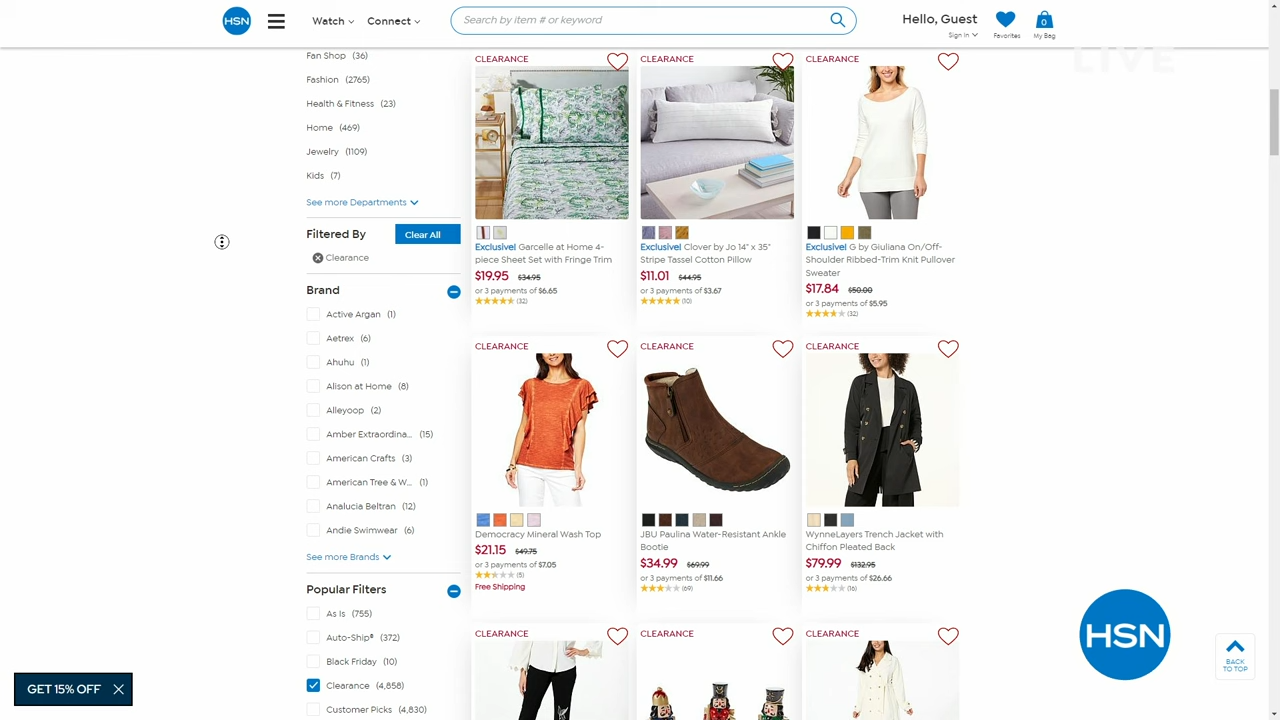 HSN
Watch
Connect
Search by item # or keyword
Hello, Guest
Sign In
Favorites
0
My Bag
LIVE
Fan Shop (36)
Fashion (2765)
Health & Fitness (23)
Home (469)
Jewelry (1109)
Kids (7)
See more Departments
Filtered By
Clear All
Clearance
Brand
Active Argan (1)
Aetrex (6)
Ahuhu (1)
Alison at Home (8)
Alleyoop (2)
Amber Extraordina... (15)
American Crafts (3)
American Tree & W... (1)
Analucia Beltran (12)
Andie Swimwear (6)
See more Brands
Popular Filters
As Is (755)
Auto-Ship® (372)
Black Friday (10)
Clearance (4,858)
Customer Picks (4,830)
CLEARANCE
Exclusive! Garcelle at Home 4-
piece Sheet Set with Fringe Trim
$19.95 $34.95
or 3 payments of $6.65
(32)
CLEARANCE
Exclusive! Clover by Jo 14" x 35"
Stripe Tassel Cotton Pillow
$11.01 $44.95
or 3 payments of $3.67
(10)
CLEARANCE
Exclusive! G by Giuliana On/Off-
Shoulder Ribbed-Trim Knit Pullover
Sweater
$17.84 $50.00
or 3 payments of $5.95
(32)
CLEARANCE
Democracy Mineral Wash Top
$21.15 $49.75
or 3 payments of $7.05
(5)
Free Shipping
CLEARANCE
JBU Paulina Water-Resistant Ankle
Bootie
$34.99 $69.99
or 3 payments of $11.66
(69)
CLEARANCE
WynneLayers Trench Jacket with
Chiffon Pleated Back
$79.99 $132.95
or 3 payments of $26.66
(16)
CLEARANCE
CLEARANCE
CLEARANCE
GET 15% OFF
HSN
BACK
TO TOP